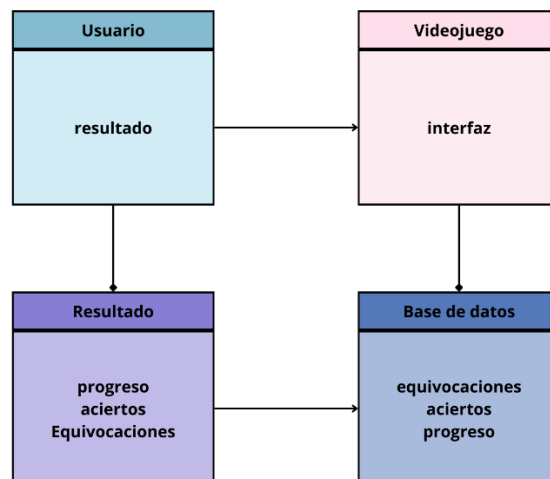 Usuario
resultado
Videojuego
interfaz
Resultado
progreso
aciertos
Equivocaciones
Base de datos
equivocaciones
aciertos
progreso